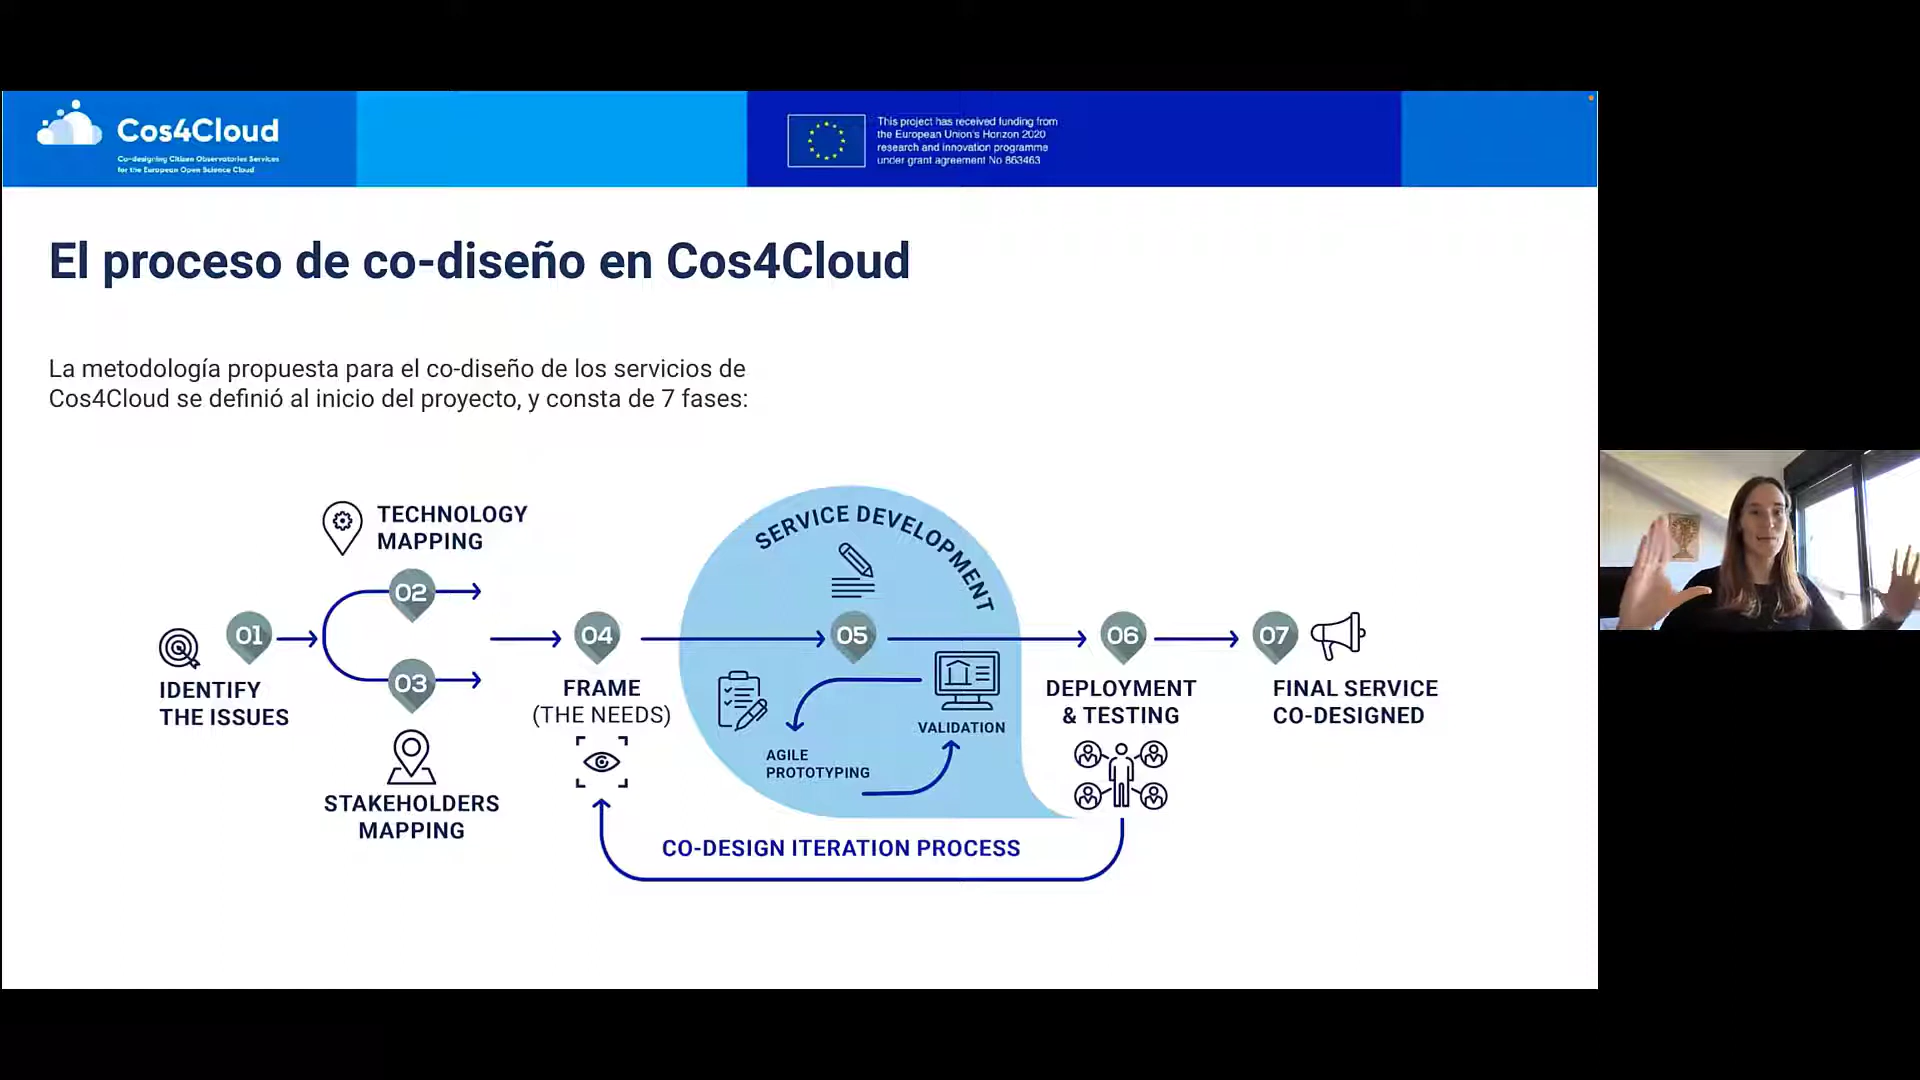 Cos4Cloud
Co-designing Citizen Observatories Services
for the European Open Science Cloud
This project has received funding from
the European Union's Horizon 2020
research and innovation programme
under grant agreement No 863463
El proceso de co-diseño en Cos4Cloud
La metodología propuesta para el co-diseño de los servicios de
Cos4Cloud se definió al inicio del proyecto, y consta de 7 fases:
01
IDENTIFY
THE ISSUES
TECHNOLOGY
MAPPING
02
03
STAKEHOLDERS
MAPPING
04
FRAME
(THE NEEDS)
SERVICE DEVELOPMENT
05
AGILE
PROTOTYPING
VALIDATION
06
DEPLOYMENT
& TESTING
07
FINAL SERVICE
CO-DESIGNED
CO-DESIGN ITERATION PROCESS